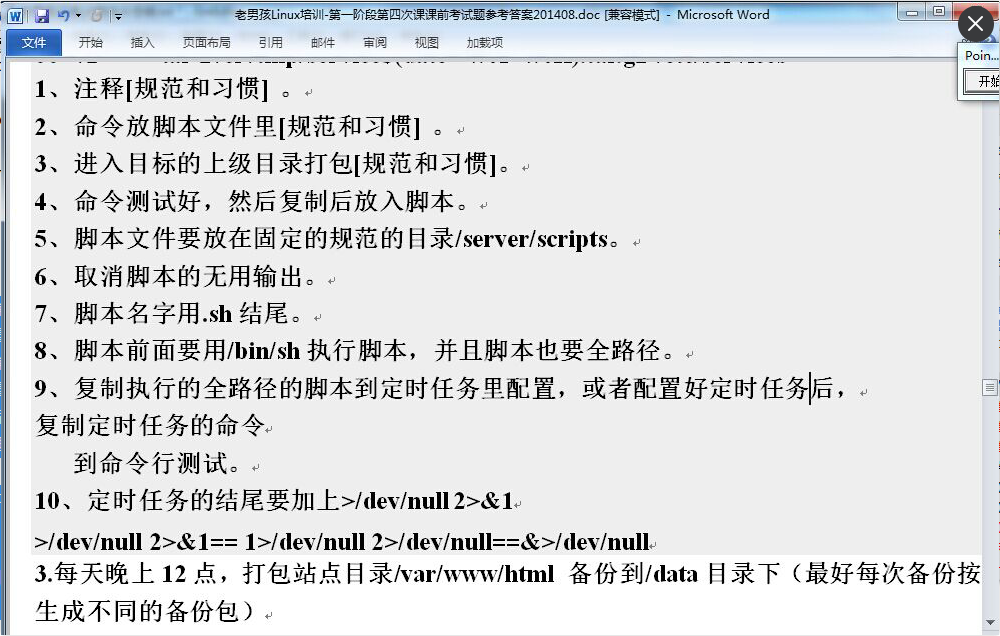 老男孩Linux培训-第一阶段第四次课课前考试题参考答案201408.doc [兼容模式] - Microsoft Word
文件 开始 插入 页面布局 引用 邮件 审阅 视图 加载项
Poin...
开始
1、注释[规范和习惯] 。
2、命令放脚本文件里[规范和习惯] 。
3、进入目标的上级目录打包[规范和习惯]。
4、命令测试好，然后复制后放入脚本。
5、脚本文件要放在固定的规范的目录/server/scripts。
6、取消脚本的无用输出。
7、脚本名字用.sh 结尾。
8、脚本前面要用/bin/sh 执行脚本，并且脚本也要全路径。
9、复制执行的全路径的脚本到定时任务里配置，或者配置好定时任务后，
复制定时任务的命令
到命令行测试。
10、定时任务的结尾要加上>/dev/null 2>&1
>/dev/null 2>&1== 1>/dev/null 2>/dev/null==&>/dev/null
3.每天晚上 12 点，打包站点目录/var/www/html 备份到/data 目录下（最好每次备份按
生成不同的备份包）